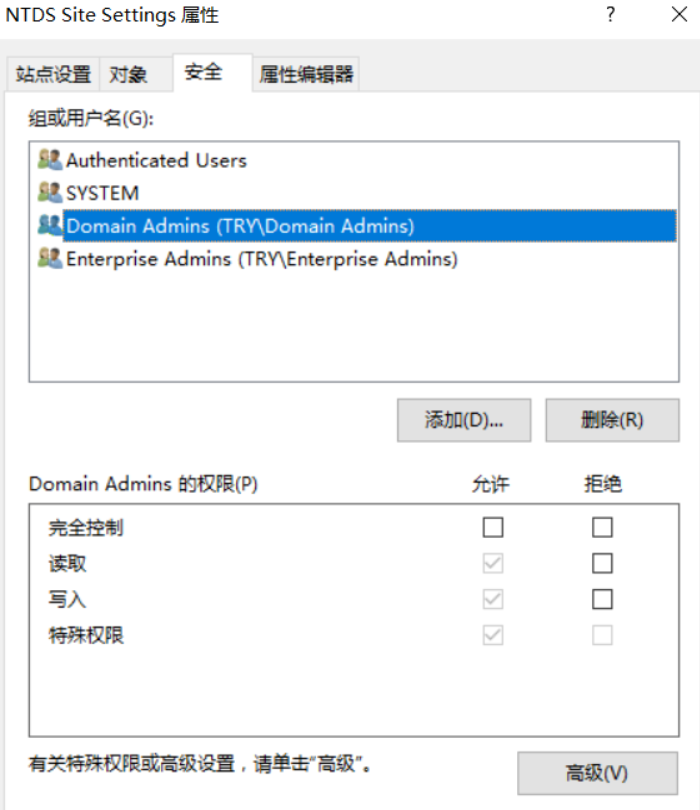 NTDS Site Settings 属性
站点设置 对象 安全 属性编辑器
组或用户名(G):
Authenticated Users
SYSTEM
Domain Admins (TRY\Domain Admins)
Enterprise Admins (TRY\Enterprise Admins)
添加(D)... 删除(R)
Domain Admins 的权限(P) 允许 拒绝
完全控制
读取
写入
特殊权限
有关特殊权限或高级设置，请单击“高级”。
高级(V)